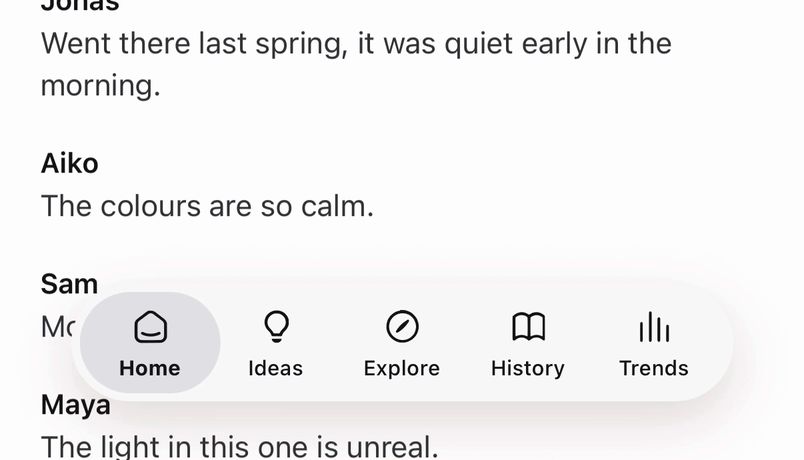 Jonas
Went there last spring, it was quiet early in the
morning.
Aiko
The colours are so calm.
Sam
Home
Ideas
Explore
History
Trends
Maya
The light in this one is unreal.